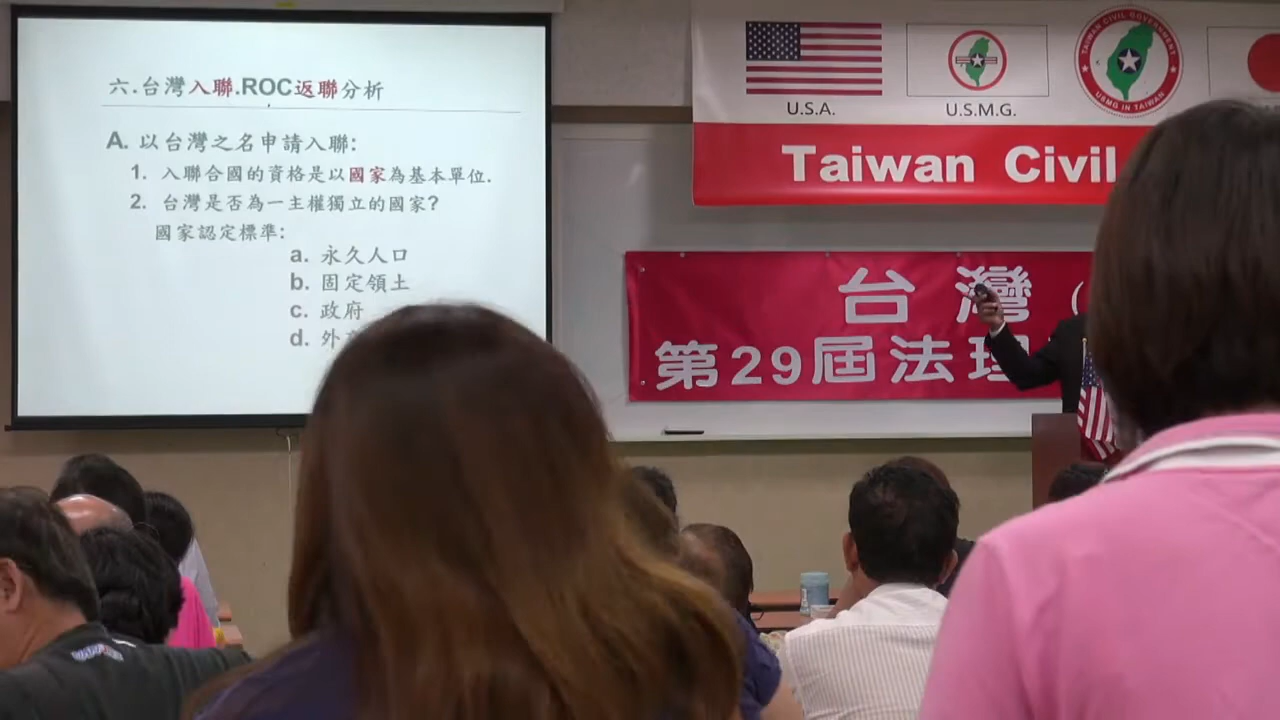 六.台灣入聯.ROC返聯分析
A. 以台灣之名申請入聯:
1. 入聯合國的資格是以國家為基本單位.
2. 台灣是否為一主權獨立的國家?
國家認定標準:
a. 永久人口
b. 固定領土
c. 政府
d. 外
U.S.A.
U.S.M.G.
TAIWAN CIVIL GOVERNMENT
USMG IN TAIWAN
Taiwan Civil
台灣(
第29屆法理